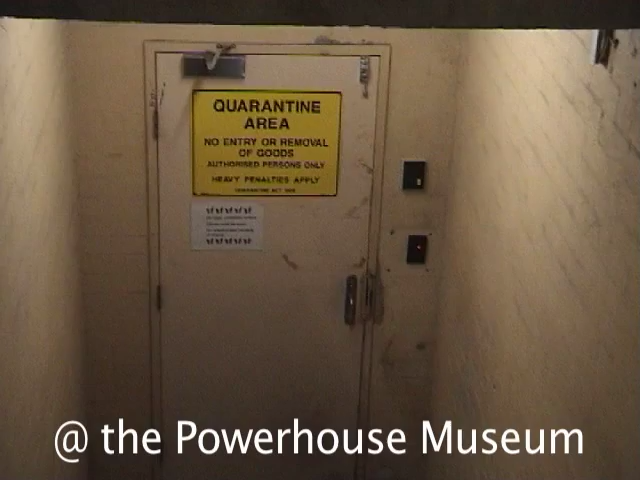 QUARANTINE
AREA
NO ENTRY OR REMOVAL
OF GOODS
AUTHORISED PERSONS ONLY
HEAVY PENALTIES APPLY
@ the Powerhouse Museum